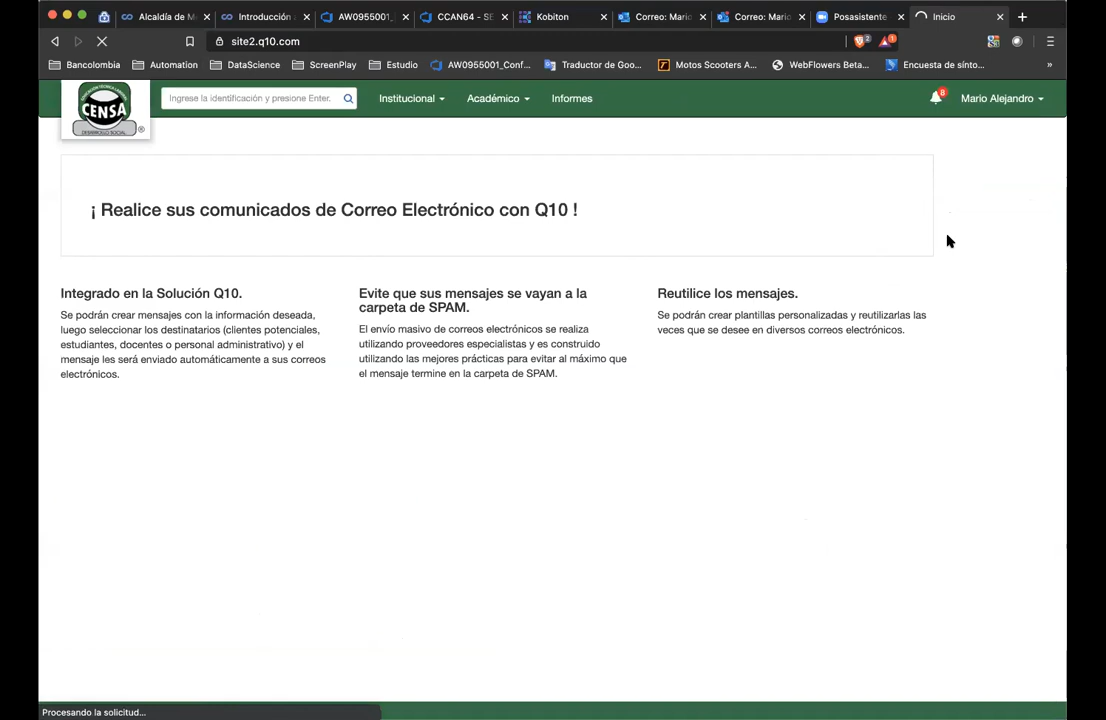 Alcaldía de M
Introducción
AW0955001_
CCAN64 - SE
Kobiton
Correo: Mario
Correo: Mario
Posasistente
Inicio
site2.q10.com
2
1
Bancolombia
Automation
DataScience
ScreenPlay
Estudio
AW0955001_Conf...
Traductor de Goo...
Motos Scooters A...
WebFlowers Beta...
Encuesta de sínto...
»
CENSA
DESARROLLO SOCIAL
®
Ingrese la identificación y presione Enter.
Institucional
Académico
Informes
8
Mario Alejandro
¡ Realice sus comunicados de Correo Electrónico con Q10 !
Integrado en la Solución Q10.
Se podrán crear mensajes con la información deseada,
luego seleccionar los destinatarios (clientes potenciales,
estudiantes, docentes o personal administrativo) y el
mensaje les será enviado automáticamente a sus correos
electrónicos.
Evite que sus mensajes se vayan a la
carpeta de SPAM.
El envío masivo de correos electrónicos se realiza
utilizando proveedores especialistas y es construido
utilizando las mejores prácticas para evitar al máximo que
el mensaje termine en la carpeta de SPAM.
Reutilice los mensajes.
Se podrán crear plantillas personalizadas y reutilizarlas las
veces que se desee en diversos correos electrónicos.
Procesando la solicitud...